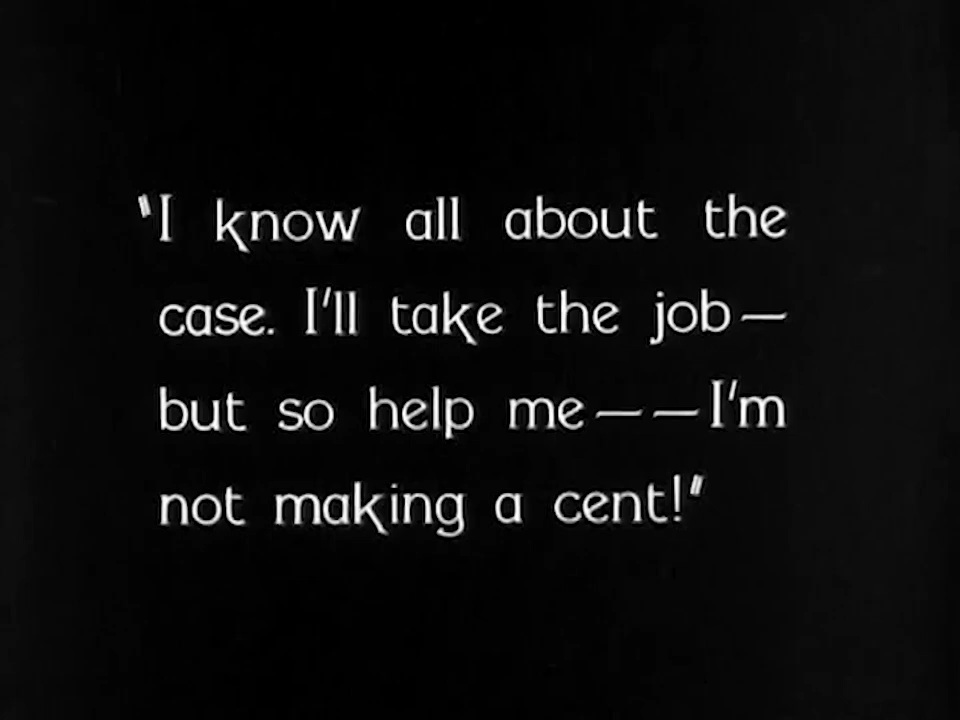 "I know all about the
case. I'll take the job—
but so help me——I'm
not making a cent!"